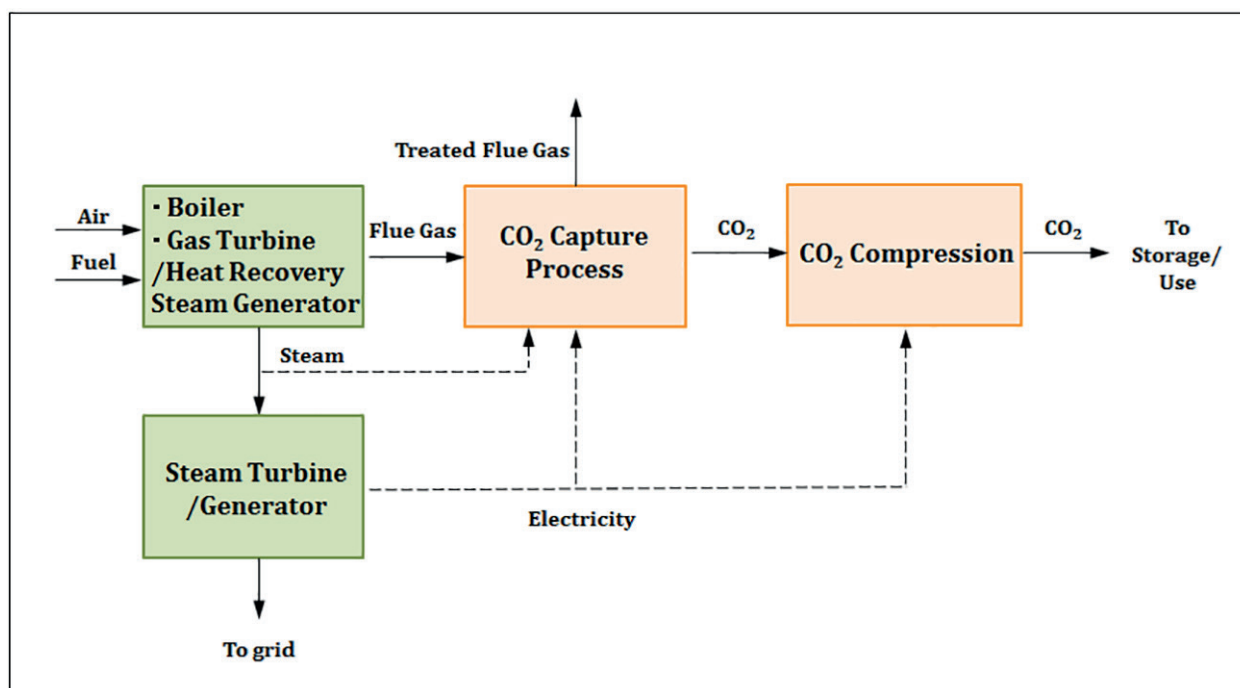 Treated Flue Gas
Air
Fuel
· Boiler
· Gas Turbine
/Heat Recovery
Steam Generator
Flue Gas
CO₂ Capture
Process
CO₂
CO₂ Compression
CO₂
To
Storage/
Use
Steam
Steam Turbine
/Generator
Electricity
To grid